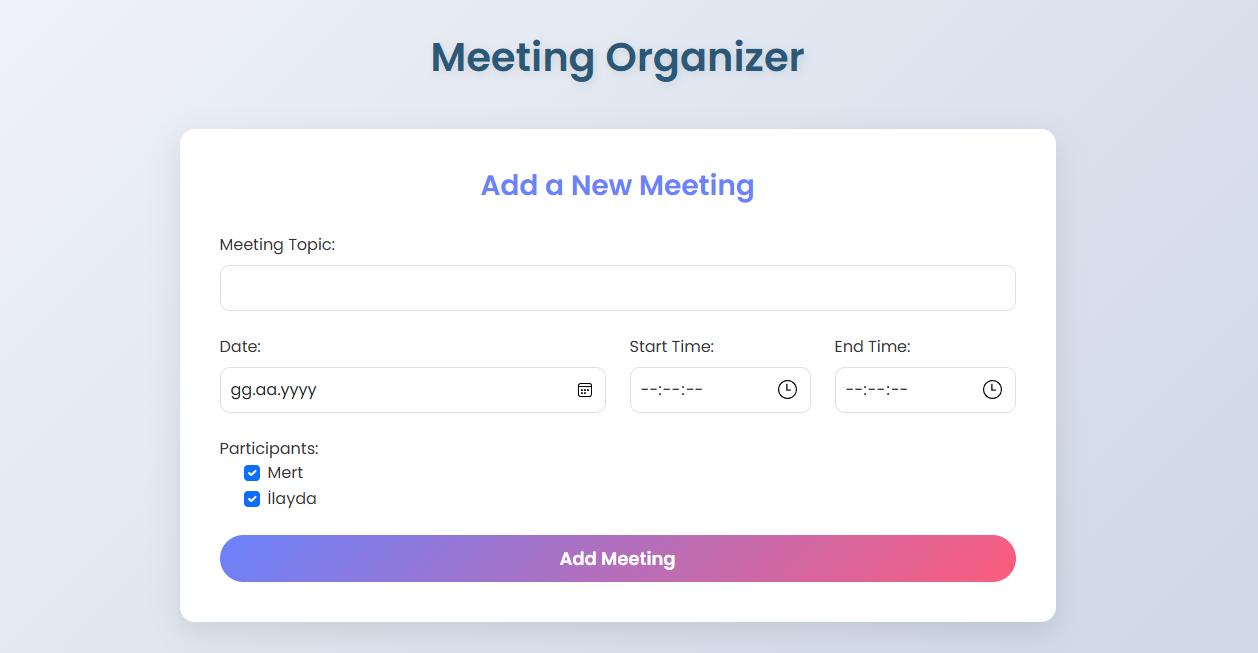 Meeting Organizer
Add a New Meeting
Meeting Topic:
Date: Start Time: End Time:
gg.aa.yyyy --:--:-- --:--:--
Participants:
Mert
İlayda
Add Meeting